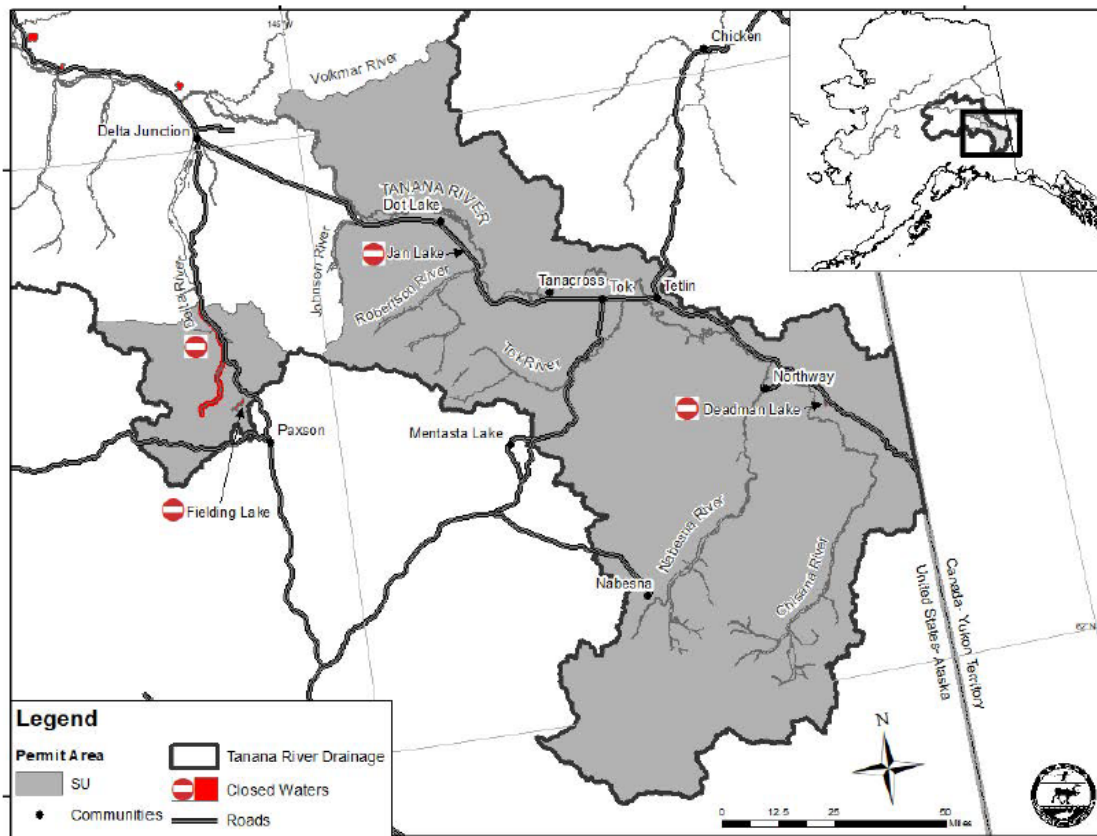 145°W
Chicken
Volkmar River
Delta Junction
TANANA RIVER
Dot Lake
Jan Lake
Johnson River
Robertson River
Tanacross
Tok
Tetlin
Delta River
Tok River
Northway
Deadman Lake
Paxson
Mentasta Lake
Fielding Lake
Nabesna River
Chisana River
Nabesna
Canada- Yukon Territory
United States- Alaska
62°N
Legend
Permit Area
SU
Communities
Tanana River Drainage
Closed Waters
Roads
N
0 12.5 25 50
Miles